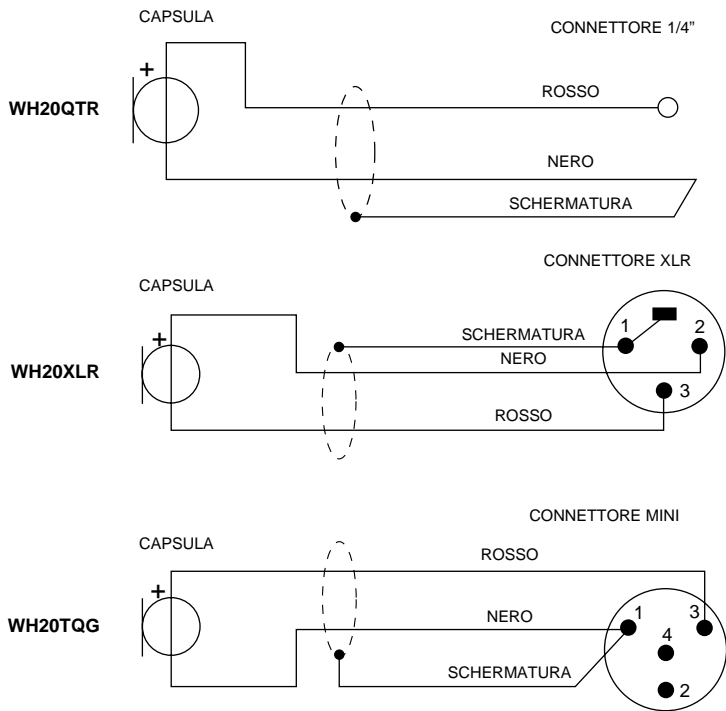 CAPSULA
CONNETTORE 1/4”
+
WH20QTR
ROSSO
NERO
SCHERMATURA
CONNETTORE XLR
CAPSULA
+
WH20XLR
SCHERMATURA
NERO
ROSSO
1
2
3
CONNETTORE MINI
CAPSULA
+
WH20TQG
ROSSO
NERO
SCHERMATURA
1
3
4
2